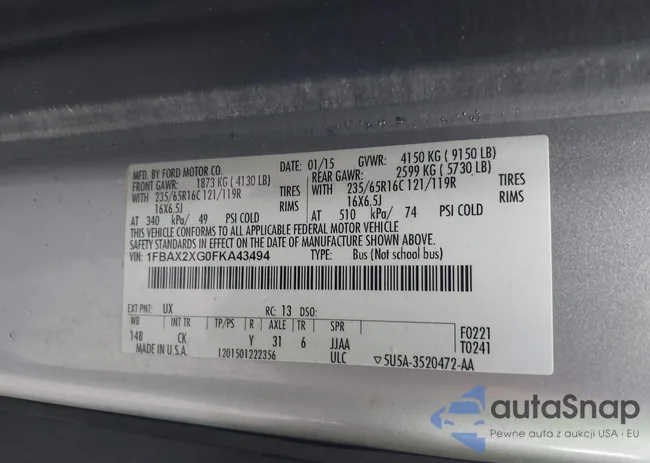 MFD. BY FORD MOTOR CO.
DATE: 01/15 GVWR: 4150 KG ( 9150 LB)
FRONT GAWR: 1873 KG ( 4130 LB) REAR GAWR: 2599 KG ( 5730 LB)
WITH 235/65R16C 121/119R TIRES WITH 235/65R16C 121/119R TIRES
16X6.5J RIMS 16X6.5J RIMS
AT 340 kPa/ 49 PSI COLD AT 510 kPa/ 74 PSI COLD
THIS VEHICLE CONFORMS TO ALL APPLICABLE FEDERAL MOTOR VEHICLE
SAFETY STANDARDS IN EFFECT ON THE DATE OF MANUFACTURE SHOWN ABOVE.
VIN: 1FBAX2XG0FKA43494 TYPE: Bus (Not school bus)
EXT PNT: UX RC: 13 DSO:
WB INT TR TP/PS R AXLE TR SPR F0221
148 CK Y 31 6 JJAA T0241
MADE IN U.S.A. 1201501222356 ULC 5U5A-3520472-AA
autaSnap
Pewne auta z aukcji USA i EU